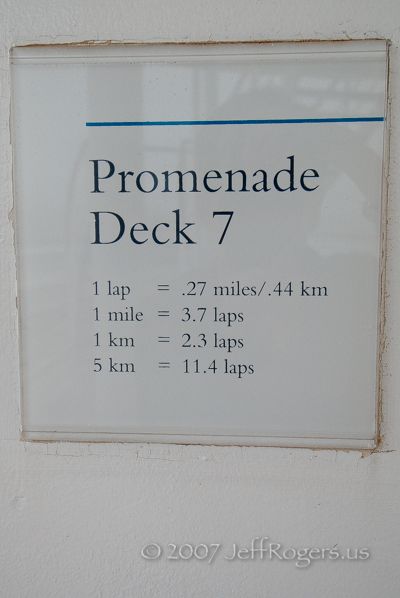 Promenade
Deck 7
1 lap = .27 miles/.44 km
1 mile = 3.7 laps
1 km = 2.3 laps
5 km = 11.4 laps
© 2007 JeffRogers.us